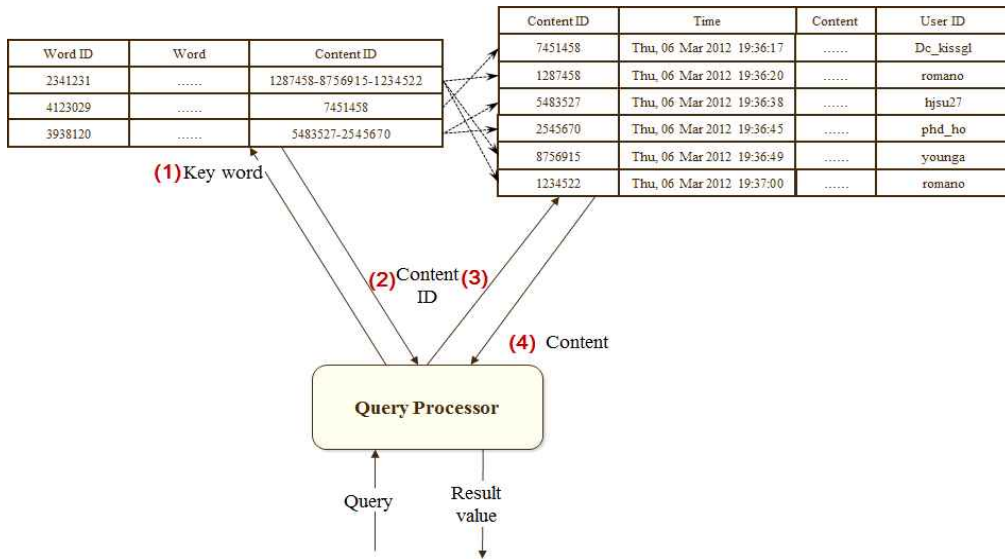 Content ID Time Content User ID
7451458 Thu, 06 Mar 2012 19:36:17 ...... Dc_kissgl
1287458 Thu, 06 Mar 2012 19:36:20 ...... romano
5483527 Thu, 06 Mar 2012 19:36:38 ...... hjsu27
2545670 Thu, 06 Mar 2012 19:36:45 ...... phd_ho
8756915 Thu, 06 Mar 2012 19:36:49 ...... younga
1234522 Thu, 06 Mar 2012 19:37:00 ...... romano
Word ID Word Content ID
2341231 ...... 1287458-8756915-1234522
4123029 ...... 7451458
3938120 ...... 5483527-2545670
(1) Key word
(2) Content (3)
ID
(4) Content
Query Processor
Query
Result
value